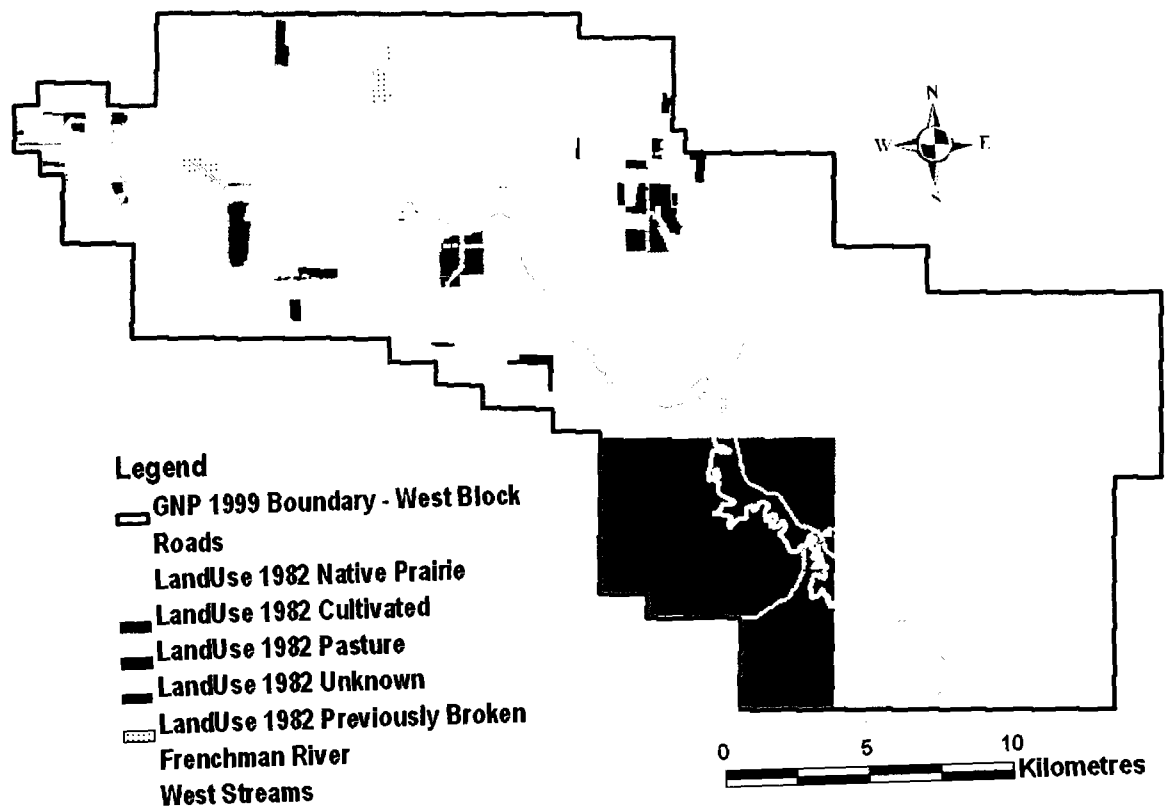 N
W E
Legend
GNP 1999 Boundary - West Block
Roads
LandUse 1982 Native Prairie
LandUse 1982 Cultivated
LandUse 1982 Pasture
LandUse 1982 Unknown
LandUse 1982 Previously Broken
Frenchman River
West Streams
0 5 10
Kilometres